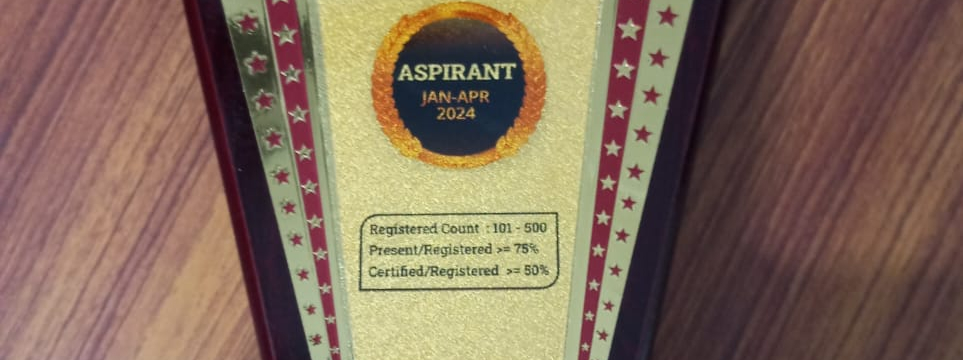 ASPIRANT
JAN-APR
2024
Registered Count : 101 - 500
Present/Registered >= 75%
Certified/Registered >= 50%